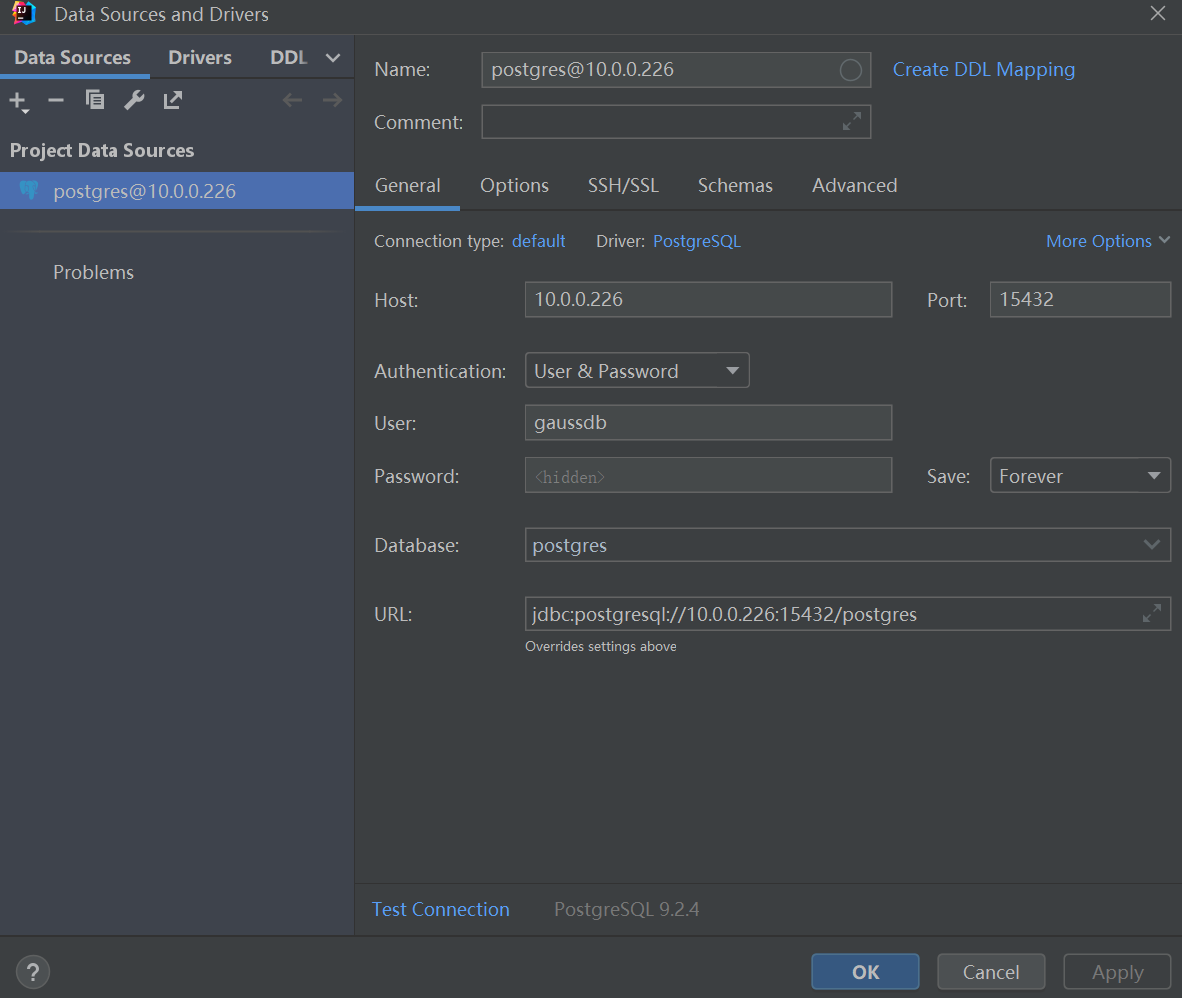 Data Sources and Drivers
Data Sources Drivers DDL
Name: postgres@10.0.0.226 Create DDL Mapping
Comment:
Project Data Sources
postgres@10.0.0.226
Problems
General Options SSH/SSL Schemas Advanced
Connection type: default Driver: PostgreSQL More Options
Host: 10.0.0.226 Port: 15432
Authentication: User & Password
User: gaussdb
Password: <hidden> Save: Forever
Database: postgres
URL: jdbc:postgresql://10.0.0.226:15432/postgres
Overrides settings above
Test Connection PostgreSQL 9.2.4
? OK Cancel Apply